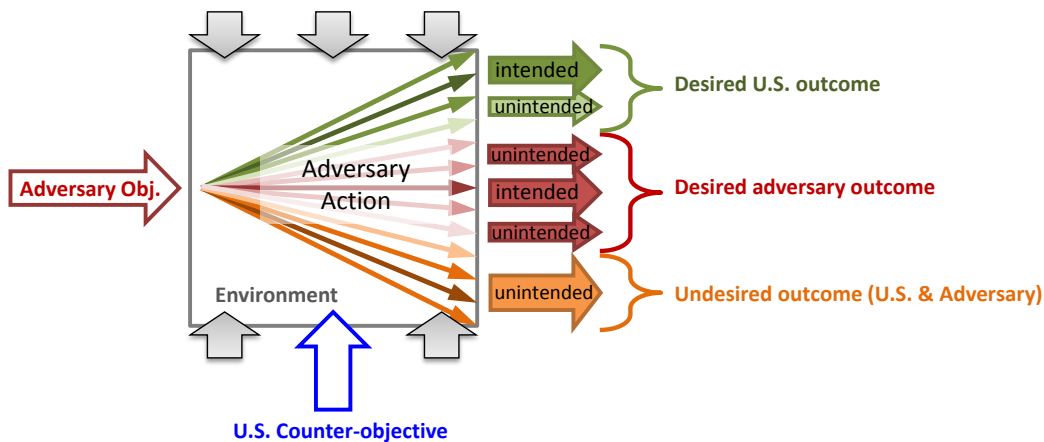 intended
Desired U.S. outcome
unintended
unintended
Adversary
Action
Adversary Obj.
intended
Desired adversary outcome
unintended
Environment
unintended
Undesired outcome (U.S. & Adversary)
U.S. Counter-objective